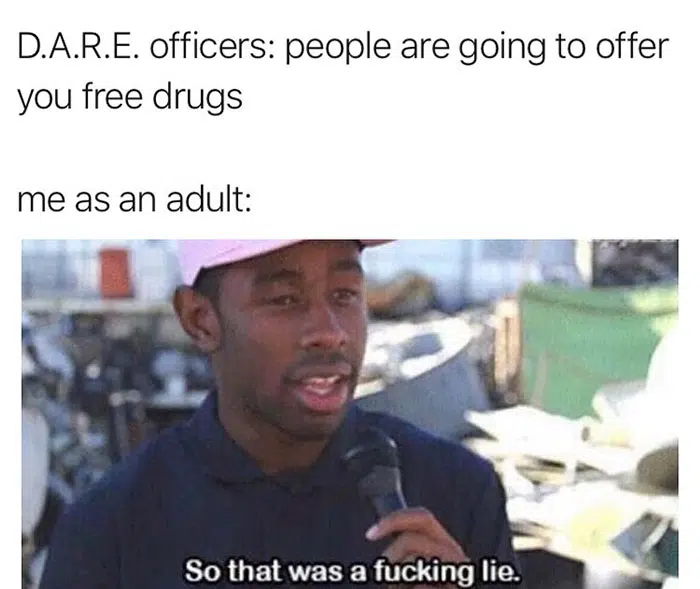 D.A.R.E. officers: people are going to offer
you free drugs
me as an adult:
So that was a fucking lie.